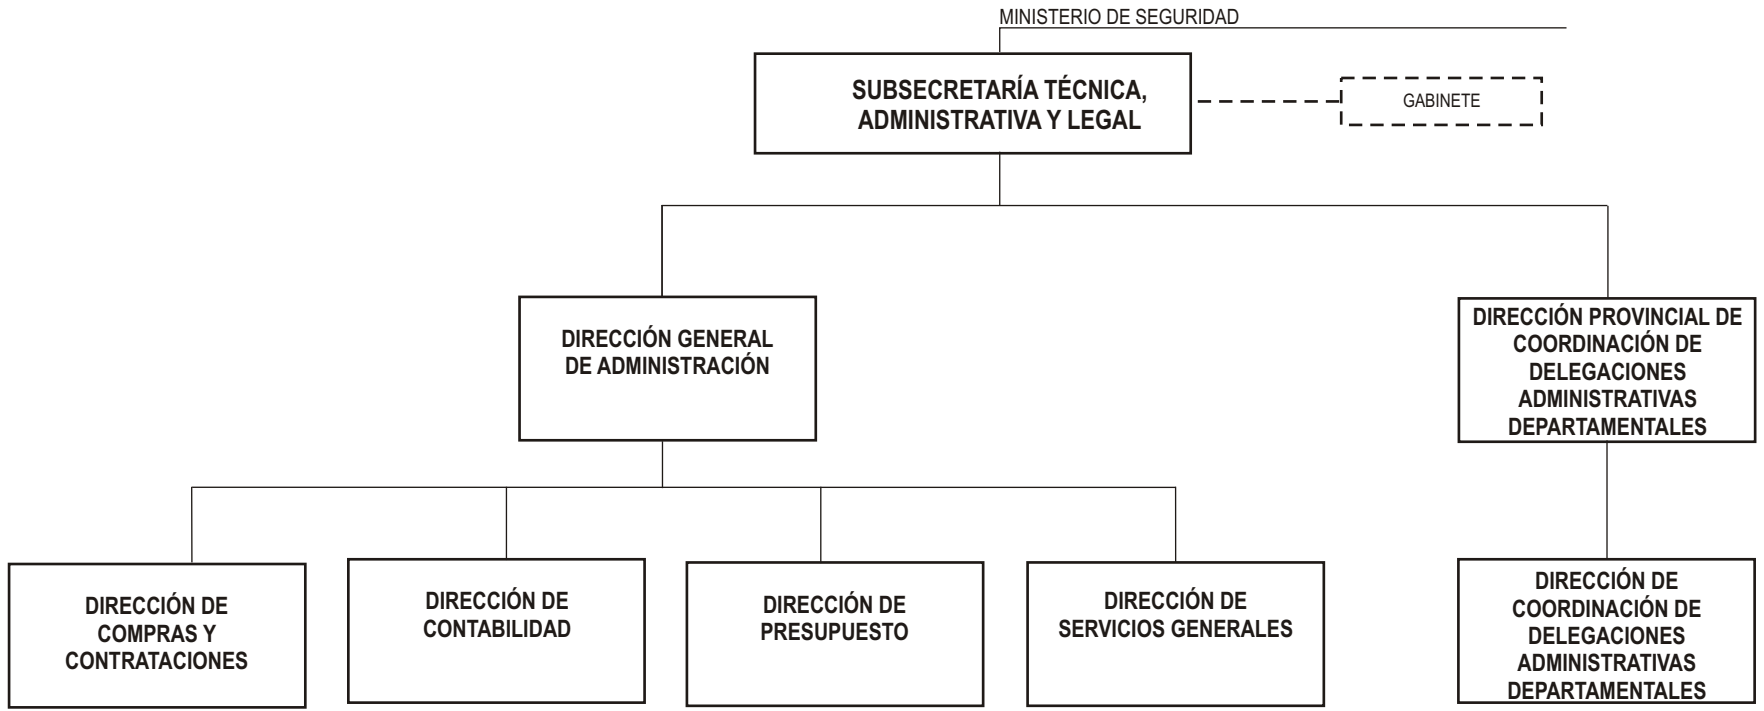 MINISTERIO DE SEGURIDAD
SUBSECRETARÍA TÉCNICA,
ADMINISTRATIVA Y LEGAL
GABINETE
DIRECCIÓN GENERAL
DE ADMINISTRACIÓN
DIRECCIÓN PROVINCIAL DE
COORDINACIÓN DE
DELEGACIONES
ADMINISTRATIVAS
DEPARTAMENTALES
DIRECCIÓN DE
COMPRAS Y
CONTRATACIONES
DIRECCIÓN DE
CONTABILIDAD
DIRECCIÓN DE
PRESUPUESTO
DIRECCIÓN DE
SERVICIOS GENERALES
DIRECCIÓN DE
COORDINACIÓN DE
DELEGACIONES
ADMINISTRATIVAS
DEPARTAMENTALES